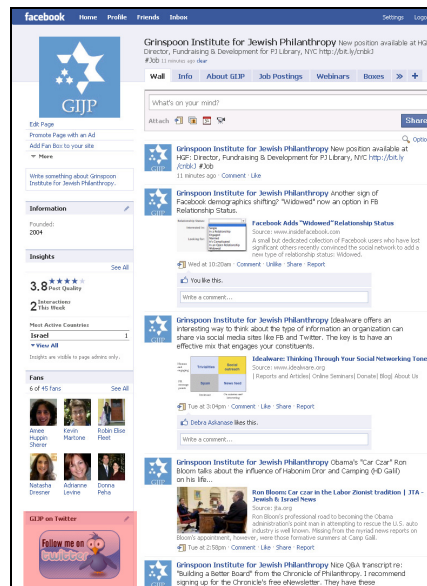 facebook Home Profile Friends Inbox Settings Logo
Grinspoon Institute for Jewish Philanthropy New position available at HG
Director, Fundraising & Development for PJ Library, NYC http://bit.ly/cnbkJ
#Job 11 minutes ago clear
Wall Info About GIJP Job Postings Webinars Boxes » +
What's on your mind?
Attach
Share
Optio
GIJP
Edit Page
Promote Page with an Ad
Add Fan Box to your site
More
Write something about Grinspoon
Institute for Jewish Philanthropy.
Information
Founded:
2004
Insights
See All
3.8 Post Quality
2 Interactions
This Week
Most Active Countries
Israel 1
View All
Insights are visible to page admins only.
Fans
6 of 45 fans See All
Amee
Huppin
Sherer
Kevin
Martone
Robin Elise
Fleet
Natasha
Dresner
Adrianne
Levine
Donna
Peha
GIJP on Twitter
Follow me on
twitter
Grinspoon Institute for Jewish Philanthropy New position available at
HGF: Director, Fundraising & Development for PJ Library, NYC http://bit.ly
/cnbkJ #Job
11 minutes ago · Comment · Like
Grinspoon Institute for Jewish Philanthropy Another sign of
Facebook demographics shifting? "Widowed" now an option in FB
Relationship Status.
Facebook Adds "Widowed" Relationship Status
Source: www.insidefacebook.com
A small but dedicated collection of Facebook users who have lost
significant others recently convinced the social network to add a
new type of relationship status: Widowed.
Wed at 10:20am · Comment · Unlike · Share · Report
You like this.
Write a comment...
Grinspoon Institute for Jewish Philanthropy Idealware offers an
interesting way to think about the type of information an organization can
share via social media sites like FB and Twitter. The key is to have an
effective mix that engages your constituents.
Idealware: Thinking Through Your Social Networking Tone
Source: www.idealware.org
| Reports and Articles| Online Seminars| Donate| Blog| About Us
Tue at 3:04pm · Comment · Like · Share · Report
Debra Askanase likes this.
Write a comment...
Grinspoon Institute for Jewish Philanthropy Obama's "Car Czar" Ron
Bloom talks about the influence of Habonim Dror and Camping (HD Galil)
on his life...
Ron Bloom: Car czar in the Labor Zionist tradition | JTA -
Jewish & Israel News
Source: jta.org
Ron Bloom's professional road to becoming the Obama
administration's point man in attempting to rescue the U.S. auto
industry is well known. Missing from the myriad news reports on
Bloom's appointment, however, were those formative summers at Camp Galil.
Tue at 2:58pm · Comment · Like · Share · Report
Grinspoon Institute for Jewish Philanthropy Nice Q&A transcript re:
"Building a Better Board" from the Chronicle of Philanthropy. I recommend
signing up for the Chronicle's free eNewsletter. They have these